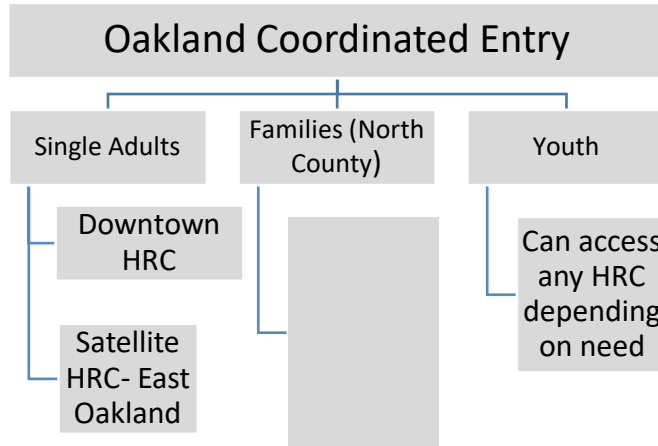 Oakland Coordinated Entry
Single Adults
Families (North
County)
Youth
Downtown
HRC
Satellite
HRC- East
Oakland
Can access
any HRC
depending
on need